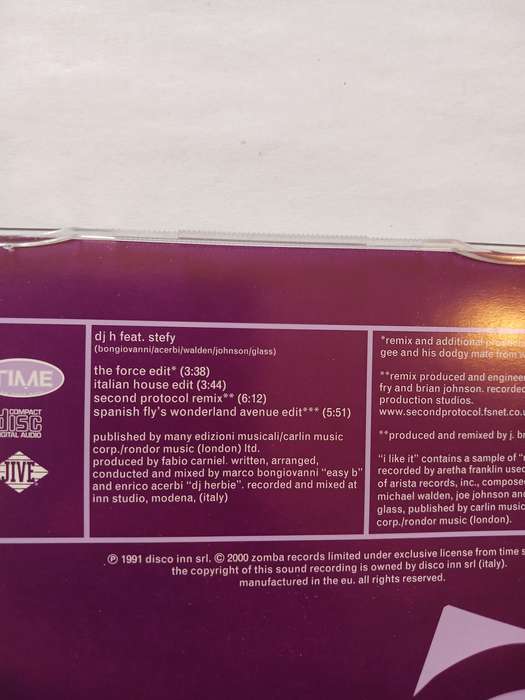 TIME
COMPACT
disc
DIGITAL AUDIO
JIVE
dj h feat. stefy
(bongiovanni/acerbi/walden/johnson/glass)
the force edit* (3:38)
italian house edit (3:44)
second protocol remix** (6:12)
spanish fly's wonderland avenue edit*** (5:51)
published by many edizioni musicali/carlin music
corp./rondor music (london) ltd.
produced by fabio carniel. written, arranged,
conducted and mixed by marco bongiovanni "easy b"
and enrico acerbi "dj herbie". recorded and mixed at
inn studio, modena, (italy)
*remix and additional
gee and his dodgy mate from
**remix produced and engineer
fry and brian johnson. recorded
production studios.
www.secondprotocol.fsnet.co.u
**produced and remixed by j. br
"i like it" contains a sample of
recorded by aretha franklin used
of arista records, inc., compose
michael walden, joe johnson and
glass, published by carlin music
corp./rondor music (london).
℗ 1991 disco inn srl. © 2000 zomba records limited under exclusive license from time s
the copyright of this sound recording is owned by disco inn srl (italy).
manufactured in the eu. all rights reserved.